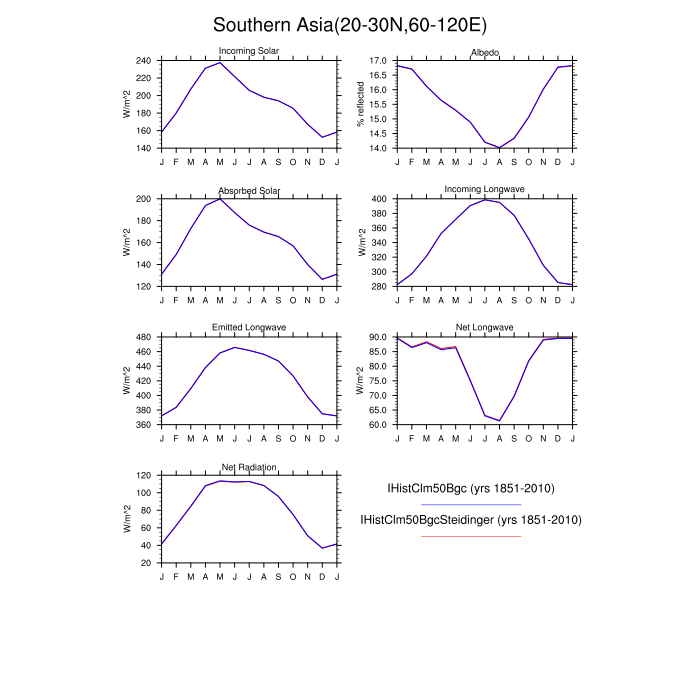 Southern Asia(20-30N,60-120E)
Incoming Solar
W/m^2
240
220
200
180
160
140
J F M A M J J A S O N D J
Albedo
% reflected
17.0
16.5
16.0
15.5
15.0
14.5
14.0
J F M A M J J A S O N D J
Absorbed Solar
W/m^2
200
180
160
140
120
J F M A M J J A S O N D J
Incoming Longwave
W/m^2
400
380
360
340
320
300
280
J F M A M J J A S O N D J
Emitted Longwave
W/m^2
480
460
440
420
400
380
360
J F M A M J J A S O N D J
Net Longwave
W/m^2
90.0
85.0
80.0
75.0
70.0
65.0
60.0
J F M A M J J A S O N D J
Net Radiation
W/m^2
120
100
80
60
40
20
J F M A M J J A S O N D J
IHistClm50Bgc (yrs 1851-2010)
IHistClm50BgcSteidinger (yrs 1851-2010)